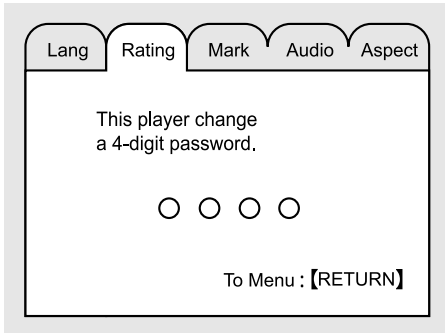 Lang Rating Mark Audio Aspect
This player change
a 4-digit password.
To Menu :【RETURN】